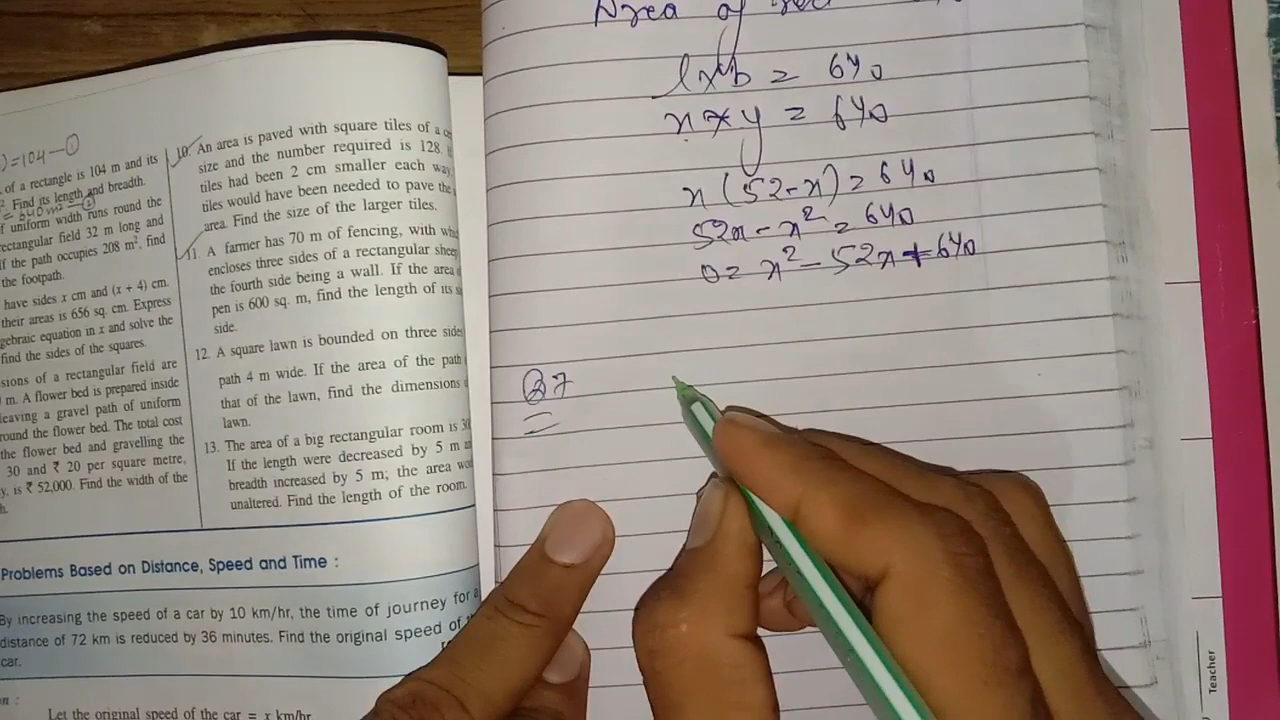 ) = 104 — ①
of a rectangle is 104 m and its
². Find its length and breadth.
= 640 m² — ②
f uniform width runs round the
ectangular field 32 m long and
If the path occupies 208 m², find
the footpath.
have sides x cm and (x + 4) cm.
their areas is 656 sq. cm. Express
gebraic equation in x and solve the
find the sides of the squares.
sions of a rectangular field are
m. A flower bed is prepared inside
leaving a gravel path of uniform
round the flower bed. The total cost
the flower bed and gravelling the
30 and ₹ 20 per square metre,
y, is ₹ 52,000. Find the width of the
h.
10. An area is paved with square tiles of a
size and the number required is 128.
tiles had been 2 cm smaller each way
tiles would have been needed to pave the
area. Find the size of the larger tiles.
11. A farmer has 70 m of fencing, with
encloses three sides of a rectangular
the fourth side being a wall. If the area
pen is 600 sq. m, find the length of its
side.
12. A square lawn is bounded on three
path 4 m wide. If the area of the path
that of the lawn, find the dimensions
lawn.
13. The area of a big rectangular room is
If the length were decreased by 5 m
breadth increased by 5 m; the area
unaltered. Find the length of the room.
Problems Based on Distance, Speed and Time :
By increasing the speed of a car by 10 km/hr, the time of journey for
distance of 72 km is reduced by 36 minutes. Find the original speed of
car.
Let the original speed of the car = x km/hr
Area of
l × b = 640
x × y = 640
x (52 - x) = 640
52x - x² = 640
0 = x² - 52x + 640
Q7
Teacher